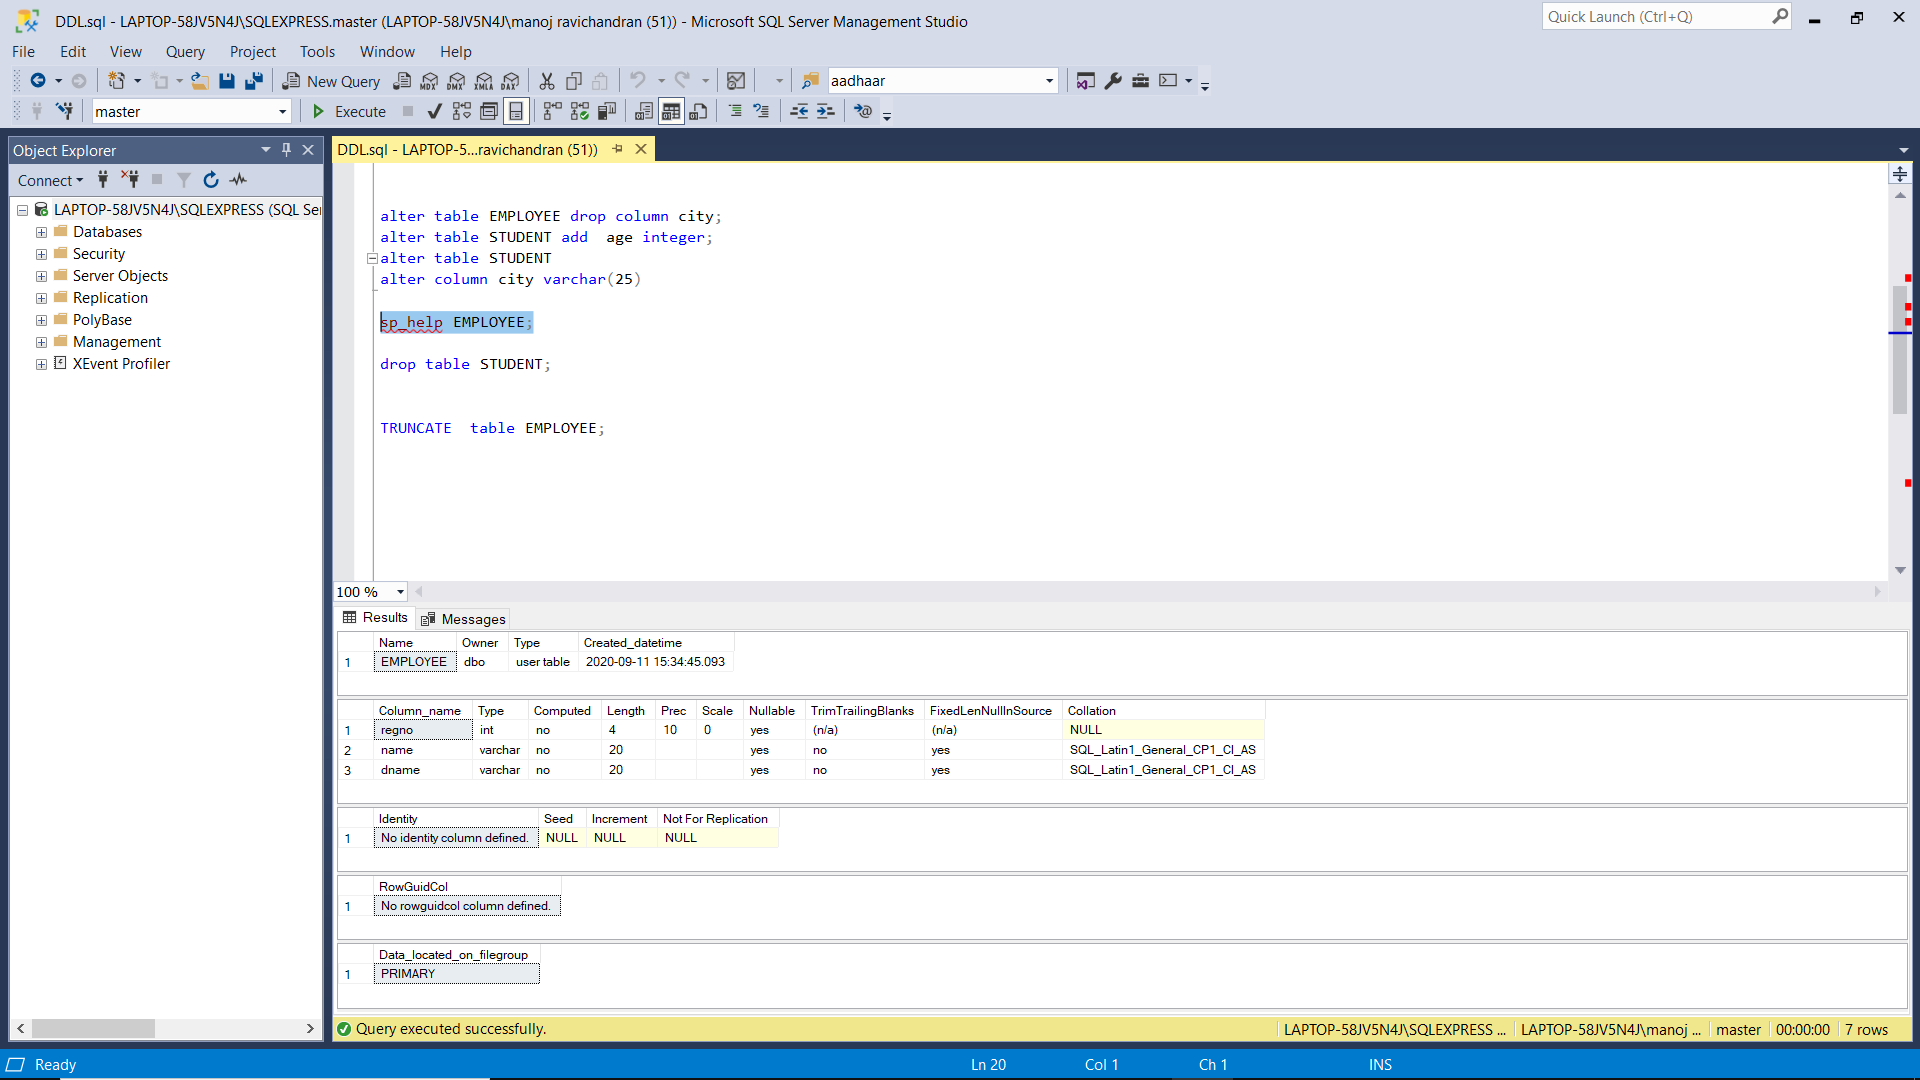 DDL.sql - LAPTOP-58JV5N4J\SQLEXPRESS.master (LAPTOP-58JV5N4J\manoj ravichandran (51)) - Microsoft SQL Server Management Studio
Quick Launch (Ctrl+Q)
File Edit View Query Project Tools Window Help
New Query MDX DMX XMLA DAX aadhaar
master Execute
Object Explorer
DDL.sql - LAPTOP-5...ravichandran (51))
Connect
LAPTOP-58JV5N4J\SQLEXPRESS (SQL Ser
Databases
Security
Server Objects
Replication
PolyBase
Management
XEvent Profiler
alter table EMPLOYEE drop column city;
alter table STUDENT add  age integer;
alter table STUDENT
alter column city varchar(25)
sp_help EMPLOYEE;
drop table STUDENT;
TRUNCATE  table EMPLOYEE;
100 %
Results Messages
Name Owner Type Created_datetime
1 EMPLOYEE dbo user table 2020-09-11 15:34:45.093
Column_name Type Computed Length Prec Scale Nullable TrimTrailingBlanks FixedLenNullInSource Collation
1 regno int no 4 10 0 yes (n/a) (n/a) NULL
2 name varchar no 20 yes no yes SQL_Latin1_General_CP1_CI_AS
3 dname varchar no 20 yes no yes SQL_Latin1_General_CP1_CI_AS
Identity Seed Increment Not For Replication
1 No identity column defined. NULL NULL NULL
RowGuidCol
1 No rowguidcol column defined.
Data_located_on_filegroup
1 PRIMARY
Query executed successfully. LAPTOP-58JV5N4J\SQLEXPRESS ... LAPTOP-58JV5N4J\manoj ... master 00:00:00 7 rows
Ready Ln 20 Col 1 Ch 1 INS